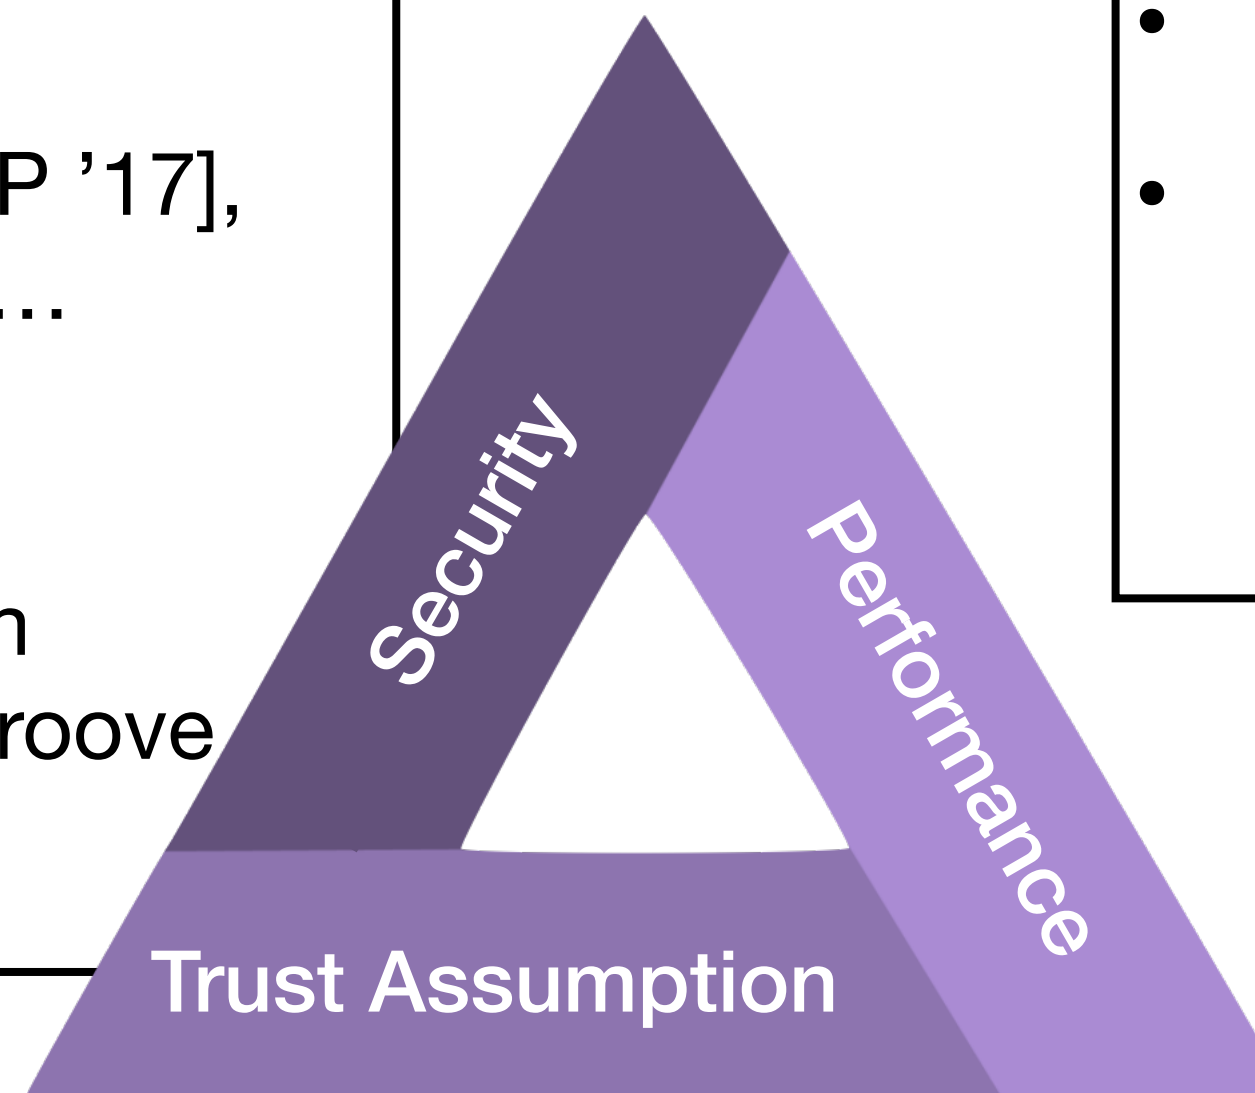 P ’17],
...
n
roove
Security
Performance
Trust Assumption